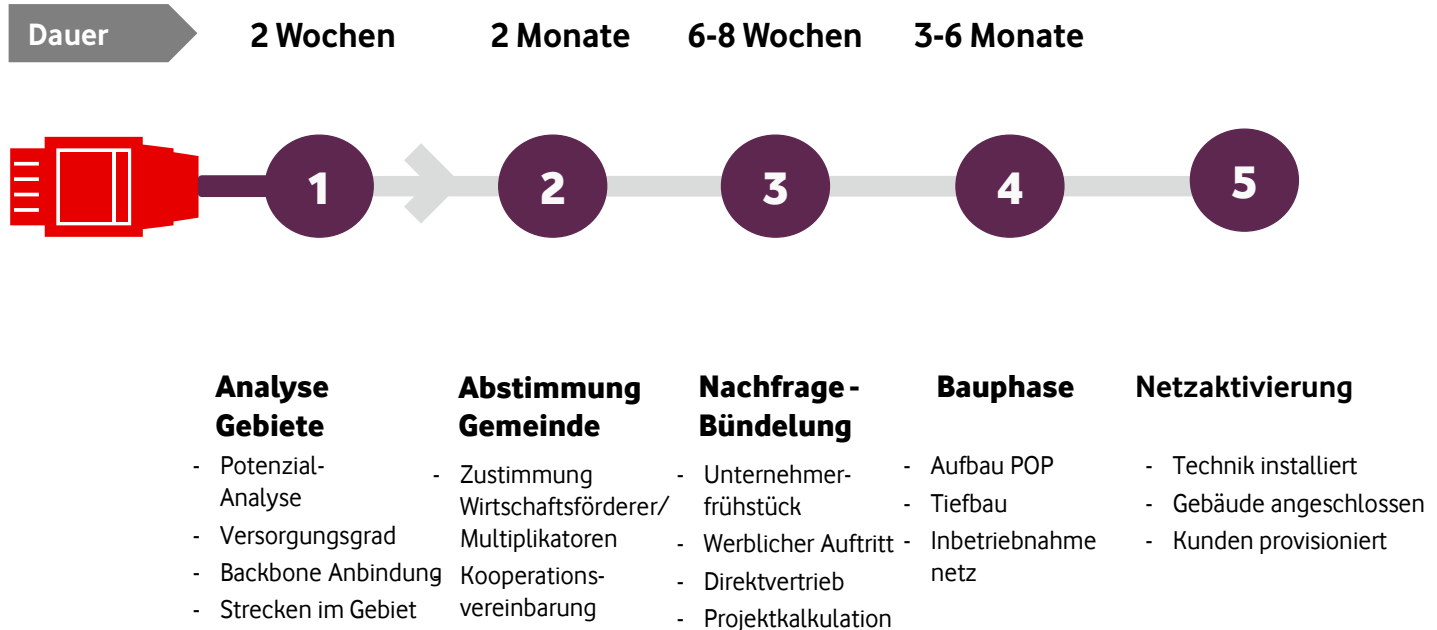 Dauer
2 Wochen
2 Monate
6-8 Wochen
3-6 Monate
1
2
3
4
5
Analyse
Gebiete
- Potenzial-
Analyse
- Versorgungsgrad
- Backbone Anbindung
- Strecken im Gebiet
Abstimmung
Gemeinde
- Zustimmung
Wirtschaftsförderer/
Multiplikatoren
- Kooperations-
vereinbarung
Nachfrage -
Bündelung
- Unternehmer-
frühstück
- Werblicher Auftritt
- Direktvertrieb
- Projektkalkulation
Bauphase
- Aufbau POP
- Tiefbau
- Inbetriebnahme
netz
Netzaktivierung
- Technik installiert
- Gebäude angeschlossen
- Kunden provisioniert